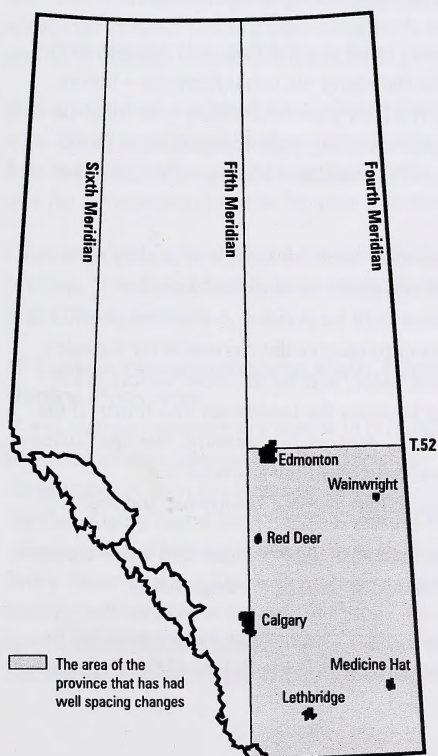 Sixth Meridian
Fifth Meridian
Fourth Meridian
T.52
Edmonton
Wainwright
Red Deer
Calgary
Medicine Hat
Lethbridge
The area of the
province that has had
well spacing changes